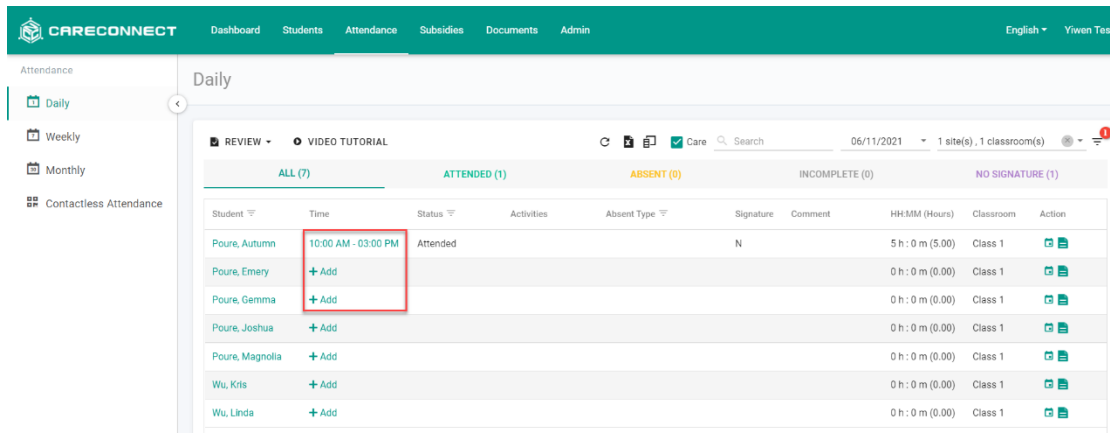 CARECONNECT Dashboard Students Attendance Subsidies Documents Admin English Yiwen Tes
Attendance
Daily
Daily
Weekly
Monthly
Contactless Attendance
REVIEW VIDEO TUTORIAL Care Search 06/11/2021 1 site(s) , 1 classroom(s) 1
ALL (7) ATTENDED (1) ABSENT (0) INCOMPLETE (0) NO SIGNATURE (1)
Student Time Status Activities Absent Type Signature Comment HH:MM (Hours) Classroom Action
Poure, Autumn 10:00 AM - 03:00 PM Attended N 5 h : 0 m (5.00) Class 1
Poure, Emery + Add 0 h : 0 m (0.00) Class 1
Poure, Gemma + Add 0 h : 0 m (0.00) Class 1
Poure, Joshua + Add 0 h : 0 m (0.00) Class 1
Poure, Magnolia + Add 0 h : 0 m (0.00) Class 1
Wu, Kris + Add 0 h : 0 m (0.00) Class 1
Wu, Linda + Add 0 h : 0 m (0.00) Class 1